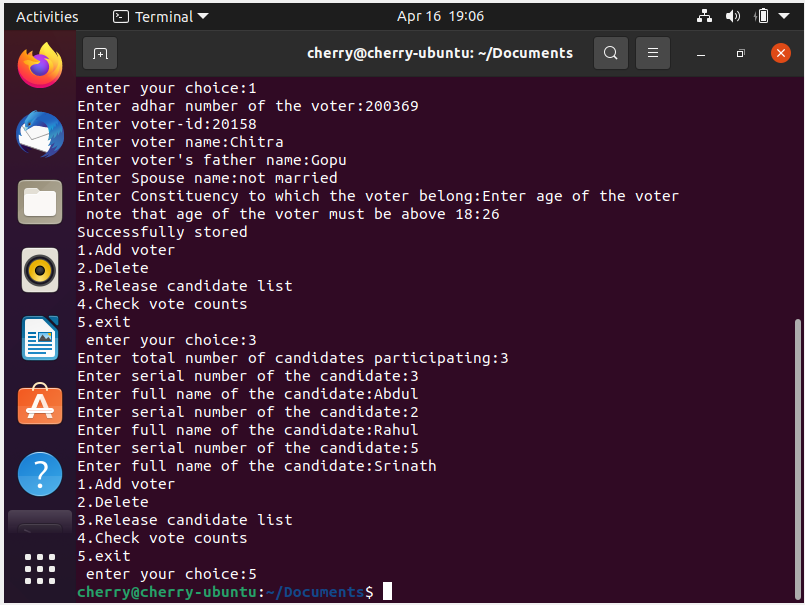 Activities Terminal Apr 16 19:06
cherry@cherry-ubuntu: ~/Documents
enter your choice:1
Enter adhar number of the voter:200369
Enter voter-id:20158
Enter voter name:Chitra
Enter voter's father name:Gopu
Enter Spouse name:not married
Enter Constituency to which the voter belong:Enter age of the voter
note that age of the voter must be above 18:26
Successfully stored
1.Add voter
2.Delete
3.Release candidate list
4.Check vote counts
5.exit
enter your choice:3
Enter total number of candidates participating:3
Enter serial number of the candidate:3
Enter full name of the candidate:Abdul
Enter serial number of the candidate:2
Enter full name of the candidate:Rahul
Enter serial number of the candidate:5
Enter full name of the candidate:Srinath
1.Add voter
2.Delete
3.Release candidate list
4.Check vote counts
5.exit
enter your choice:5
cherry@cherry-ubuntu:~/Documents$